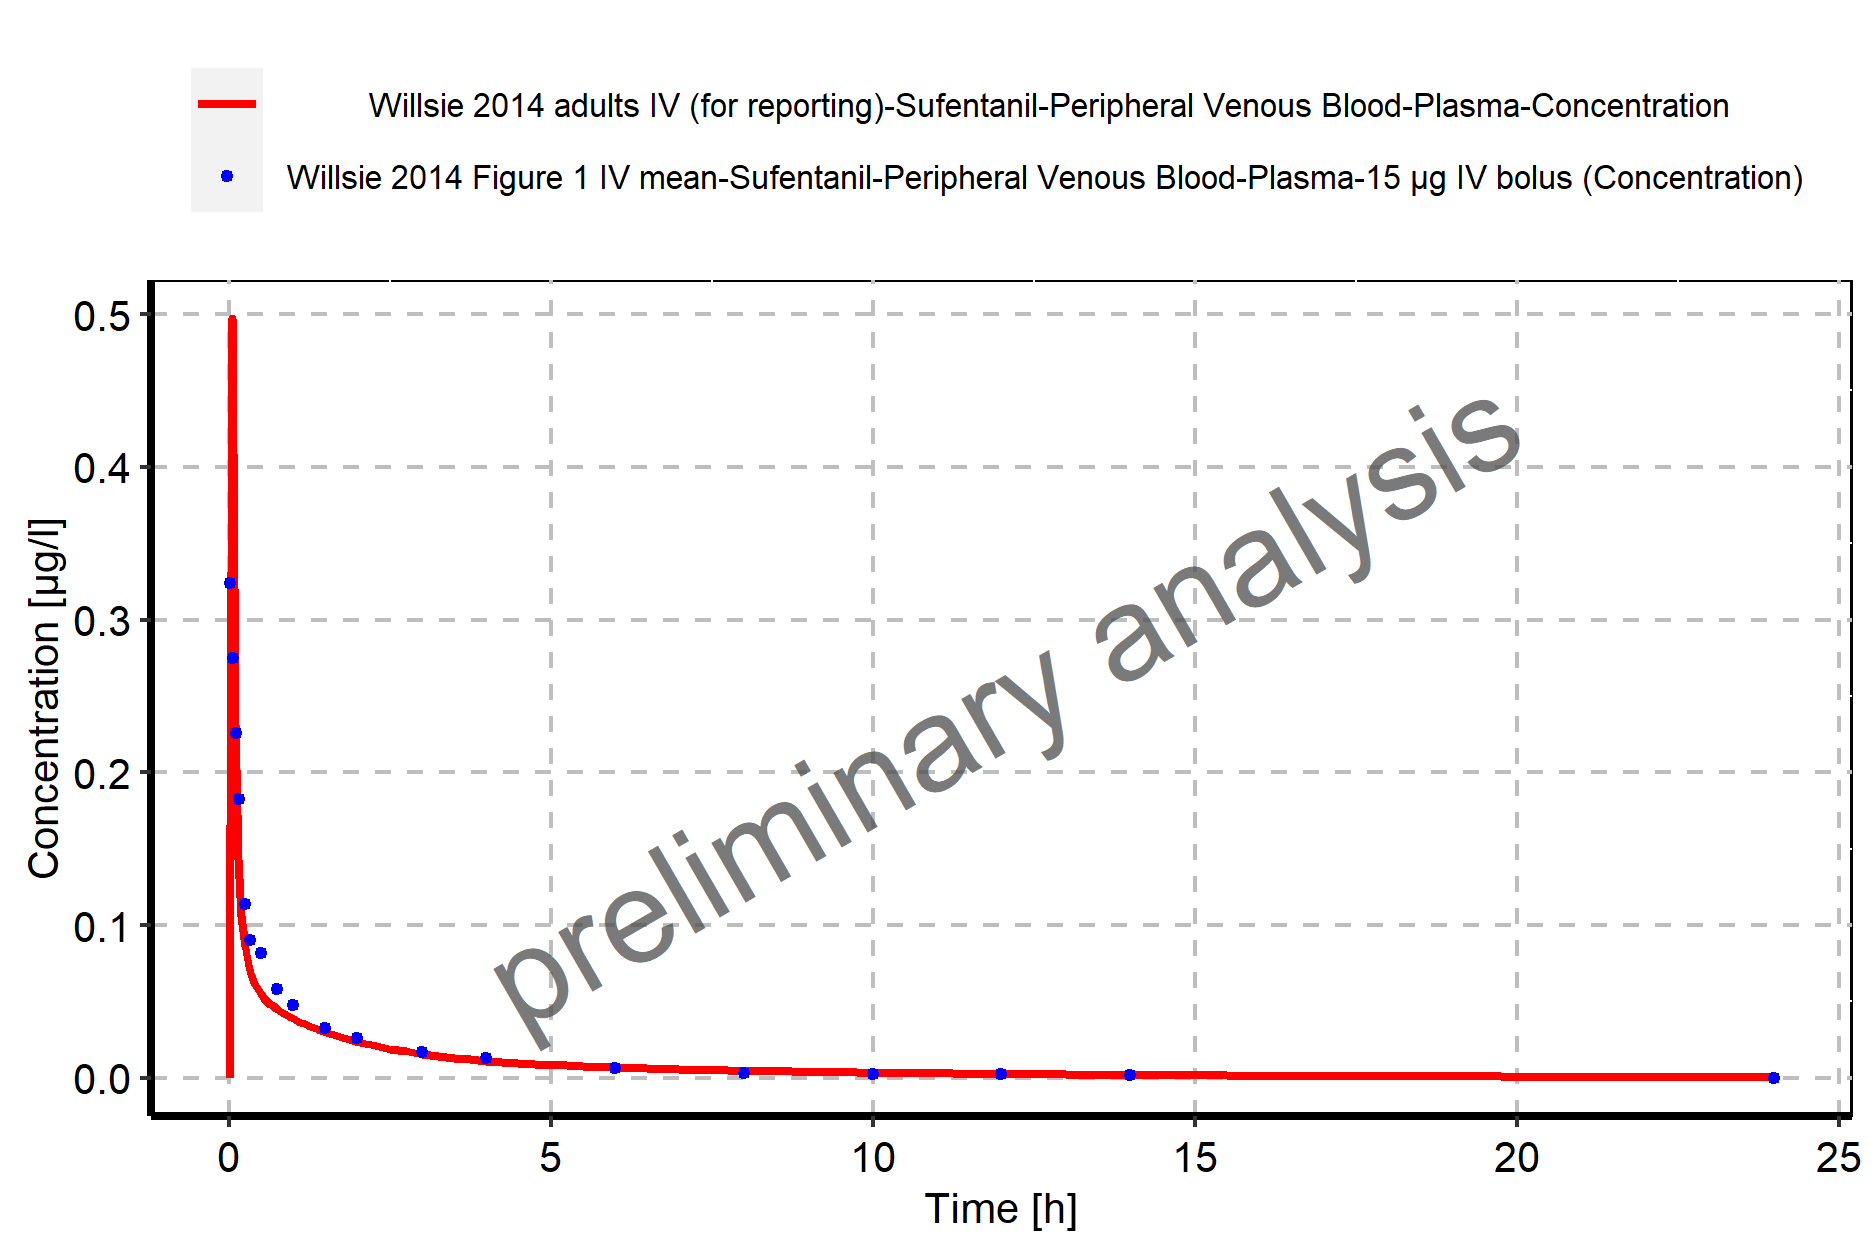 Willsie 2014 adults IV (for reporting)-Sufentanil-Peripheral Venous Blood-Plasma-Concentration
Willsie 2014 Figure 1 IV mean-Sufentanil-Peripheral Venous Blood-Plasma-15 µg IV bolus (Concentration)
0.5
0.4
0.3
0.2
0.1
0.0
Concentration [µg/l]
preliminary analysis
0 5 10 15 20 25
Time [h]